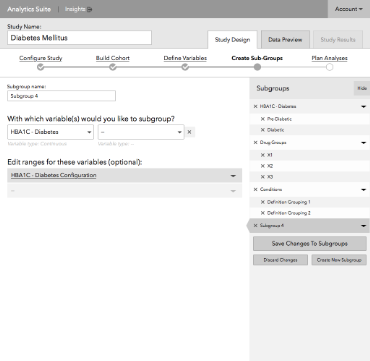 Analytics Suite
Insights
Account
Study Name:
Diabetes Mellitus
Study Design
Data Preview
Study Results
Configure Study
Build Cohort
Define Variables
Create Sub-Groups
Plan Analyses
Subgroup name:
Subgroup 4
With which variable(s) would you like to subgroup?
HBA1C - Diabetes
--
Variable type: Continuous
Variable type: --
Edit ranges for these variables (optional):
HBA1C - Diabetes Configuration
--
Subgroups
Hide
HBA1C - Diabetes
Pre Diabetic
Diabetic
Drug Groups
X1
X2
X3
Conditions
Definition Grouping 1
Definition Grouping 2
Subgroup 4
Save Changes To Subgroups
Discard Changes
Create New Subgroup